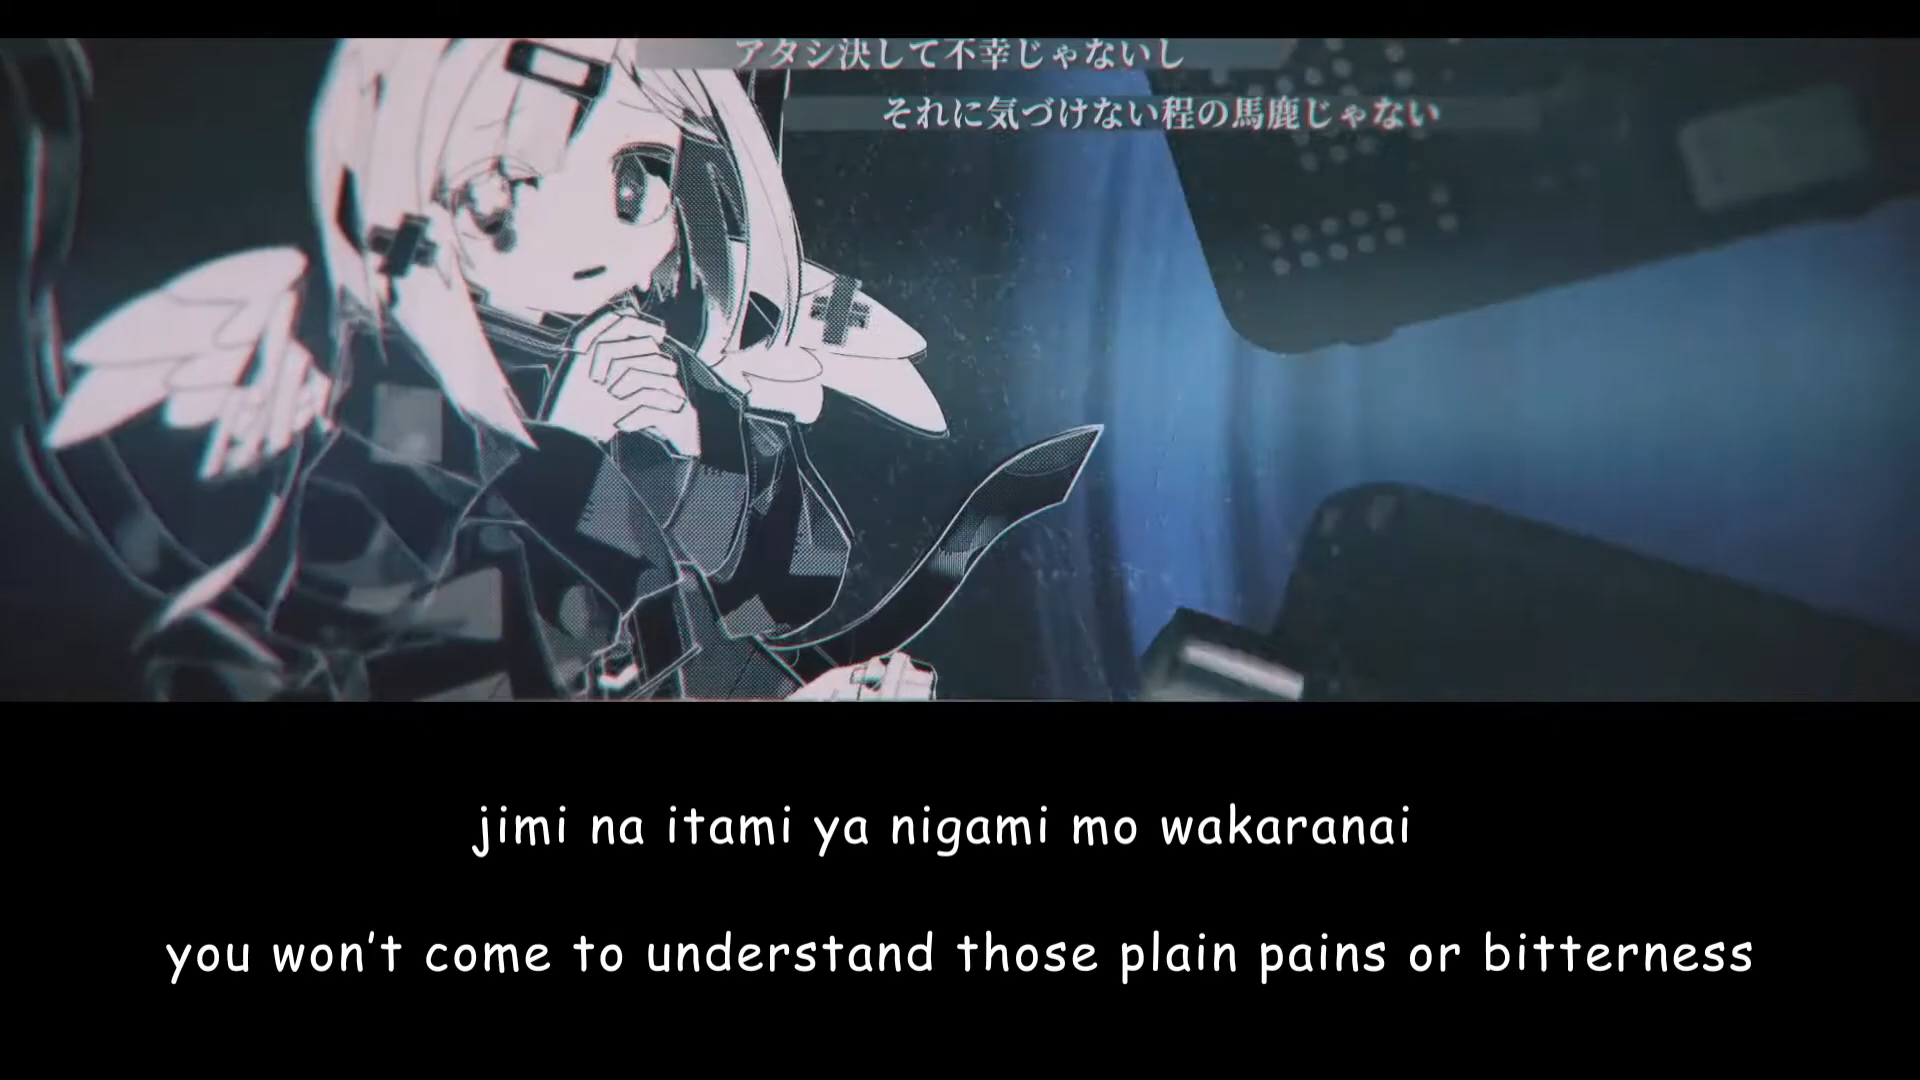 アタシ決して不幸じゃないし
それに気づけない程の馬鹿じゃない
jimi na itami ya nigami mo wakaranai
you won't come to understand those plain pains or bitterness